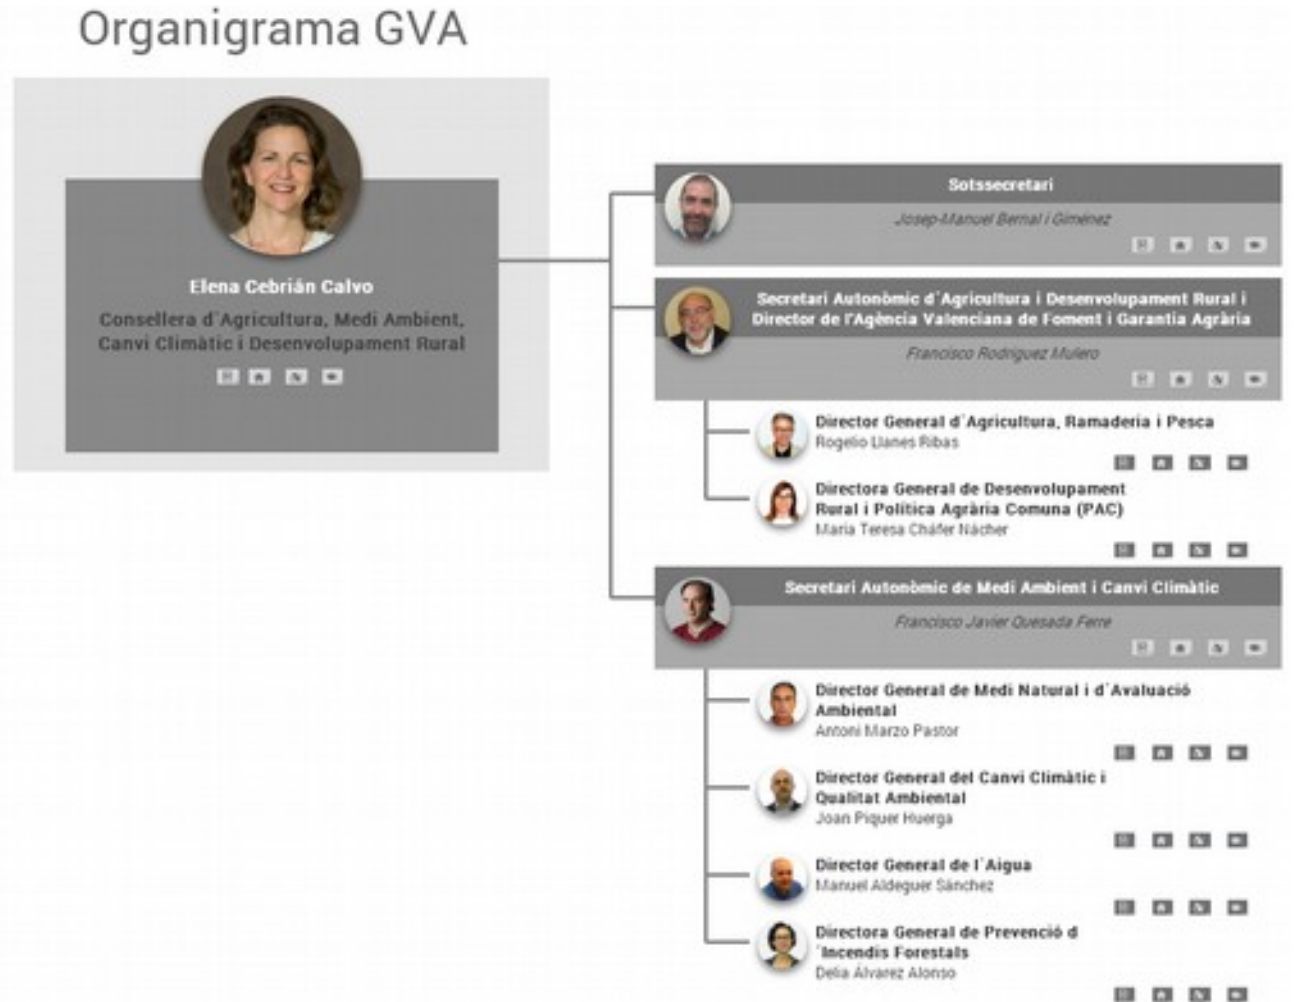 Organigrama GVA
Elena Cebrián Calvo
Consellera d´Agricultura, Medi Ambient,
Canvi Climàtic i Desenvolupament Rural
Sotssecretari
Josep-Manuel Bernal i Giménez
Secretari Autonòmic d´Agricultura i Desenvolupament Rural i
Director de l'Agència Valenciana de Foment i Garantia Agrària
Francisco Rodríguez Mulero
Director General d´Agricultura, Ramaderia i Pesca
Rogelio Llanes Ribas
Directora General de Desenvolupament
Rural i Política Agrària Comuna (PAC)
Maria Teresa Cháfer Nácher
Secretari Autonòmic de Medi Ambient i Canvi Climàtic
Francisco Javier Quesada Ferre
Director General de Medi Natural i d´Avaluació
Ambiental
Antoni Marzo Pastor
Director General del Canvi Climàtic i
Qualitat Ambiental
Joan Piquer Huerga
Director General de l´Aigua
Manuel Aldeguer Sánchez
Directora General de Prevenció d
´Incendis Forestals
Delia Álvarez Alonso